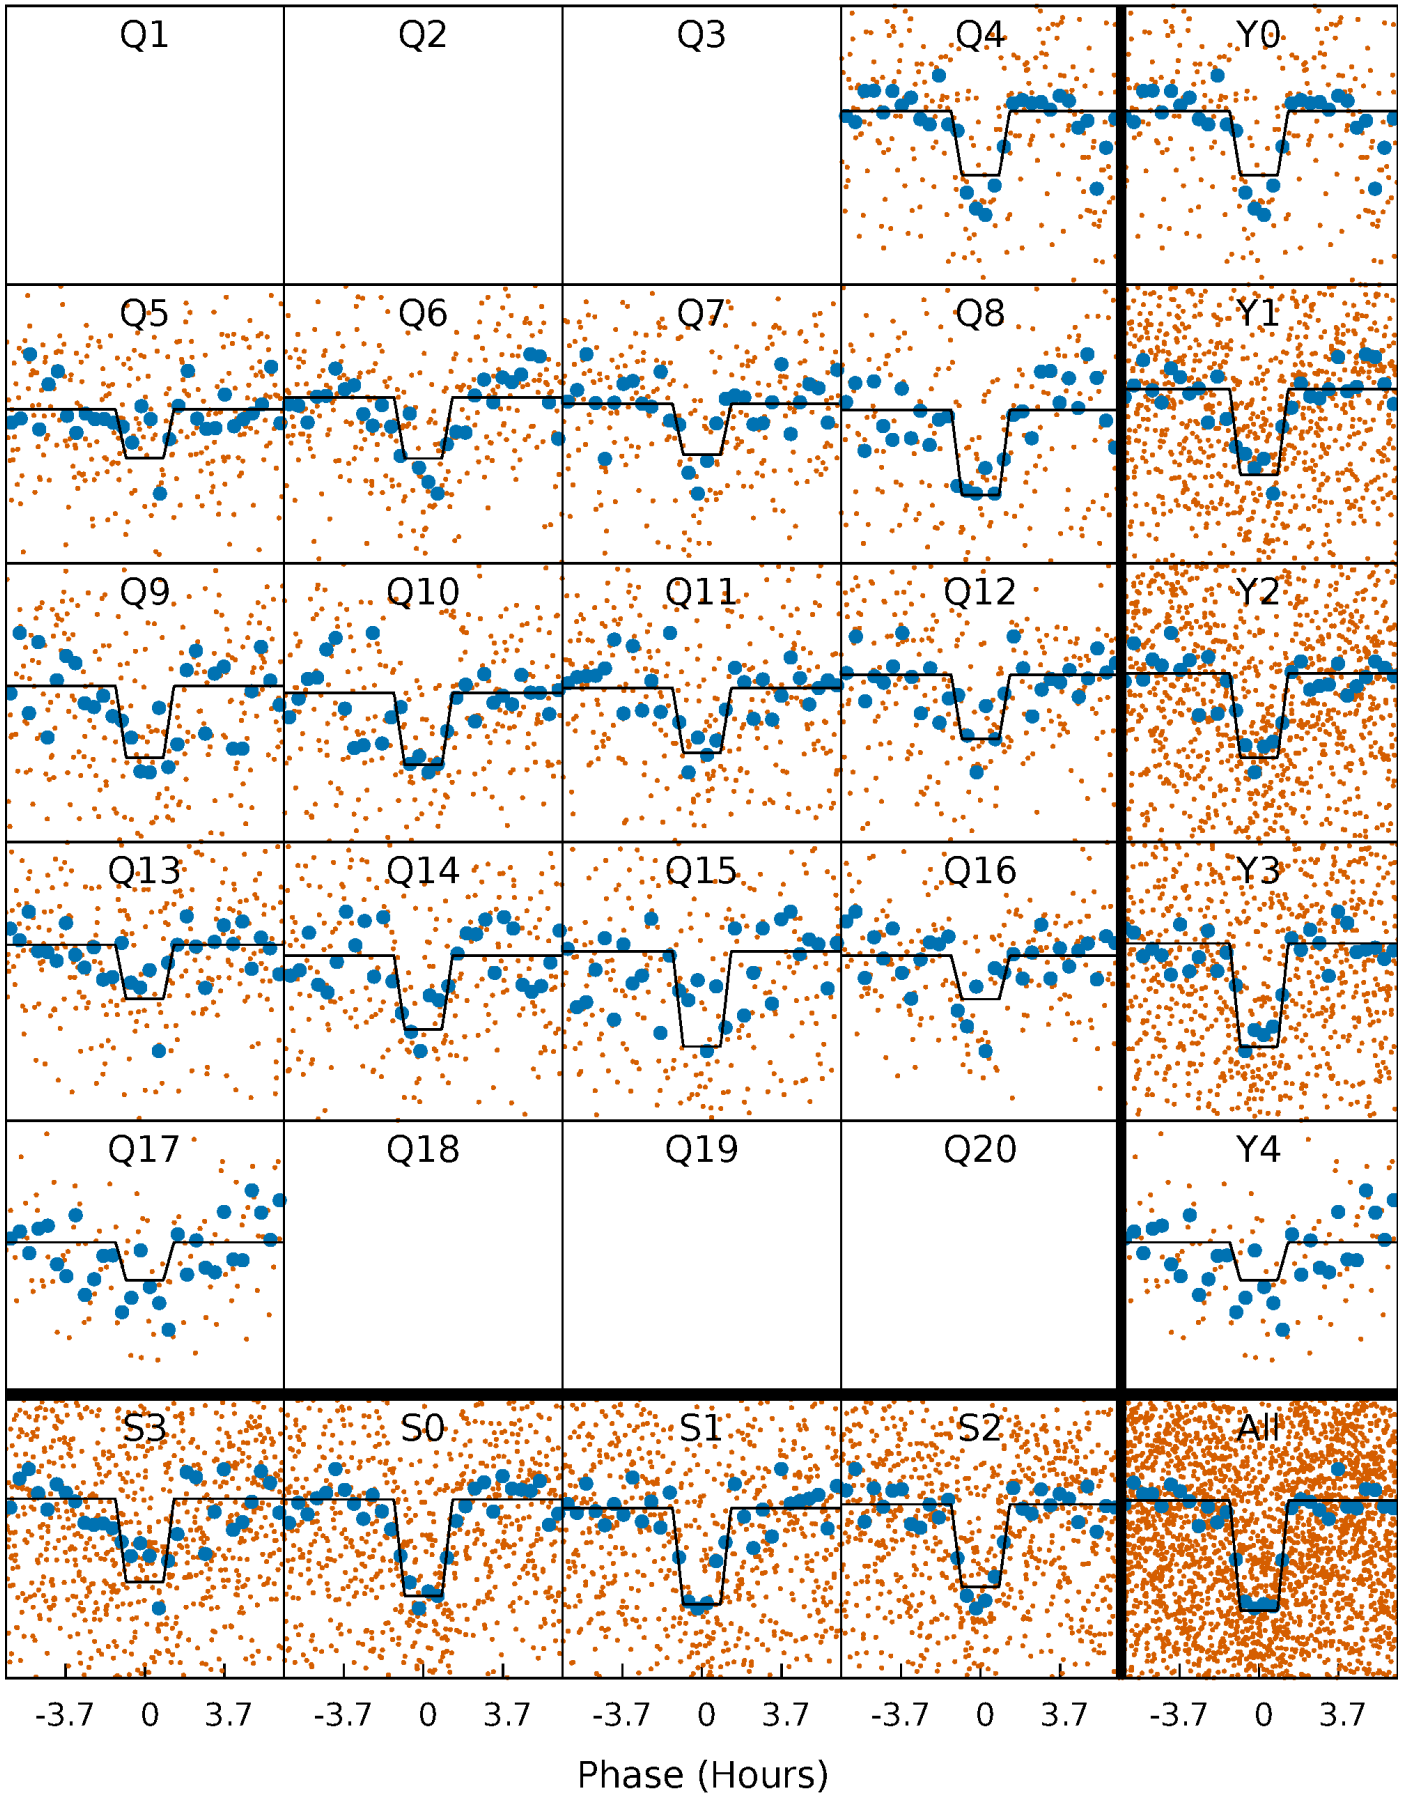 Q1 Q2 Q3 Q4 Y0
Q5 Q6 Q7 Q8 Y1
Q9 Q10 Q11 Q12 Y2
Q13 Q14 Q15 Q16 Y3
Q17 Q18 Q19 Q20 Y4
S3 S0 S1 S2 All
-3.7 0 3.7 -3.7 0 3.7 -3.7 0 3.7 -3.7 0 3.7 -3.7 0 3.7
Phase (Hours)